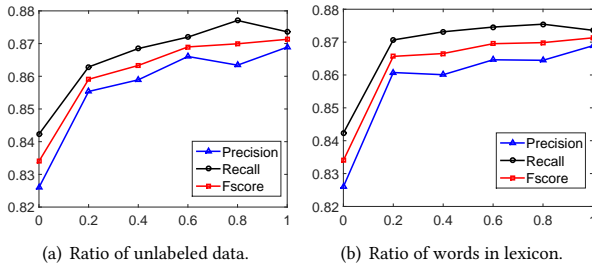 0.88
0.87
0.86
0.85
0.84
0.83
0.82
0 0.2 0.4 0.6 0.8 1
Precision
Recall
Fscore
(a) Ratio of unlabeled data.
0.88
0.87
0.86
0.85
0.84
0.83
0.82
0 0.2 0.4 0.6 0.8 1
Precision
Recall
Fscore
(b) Ratio of words in lexicon.